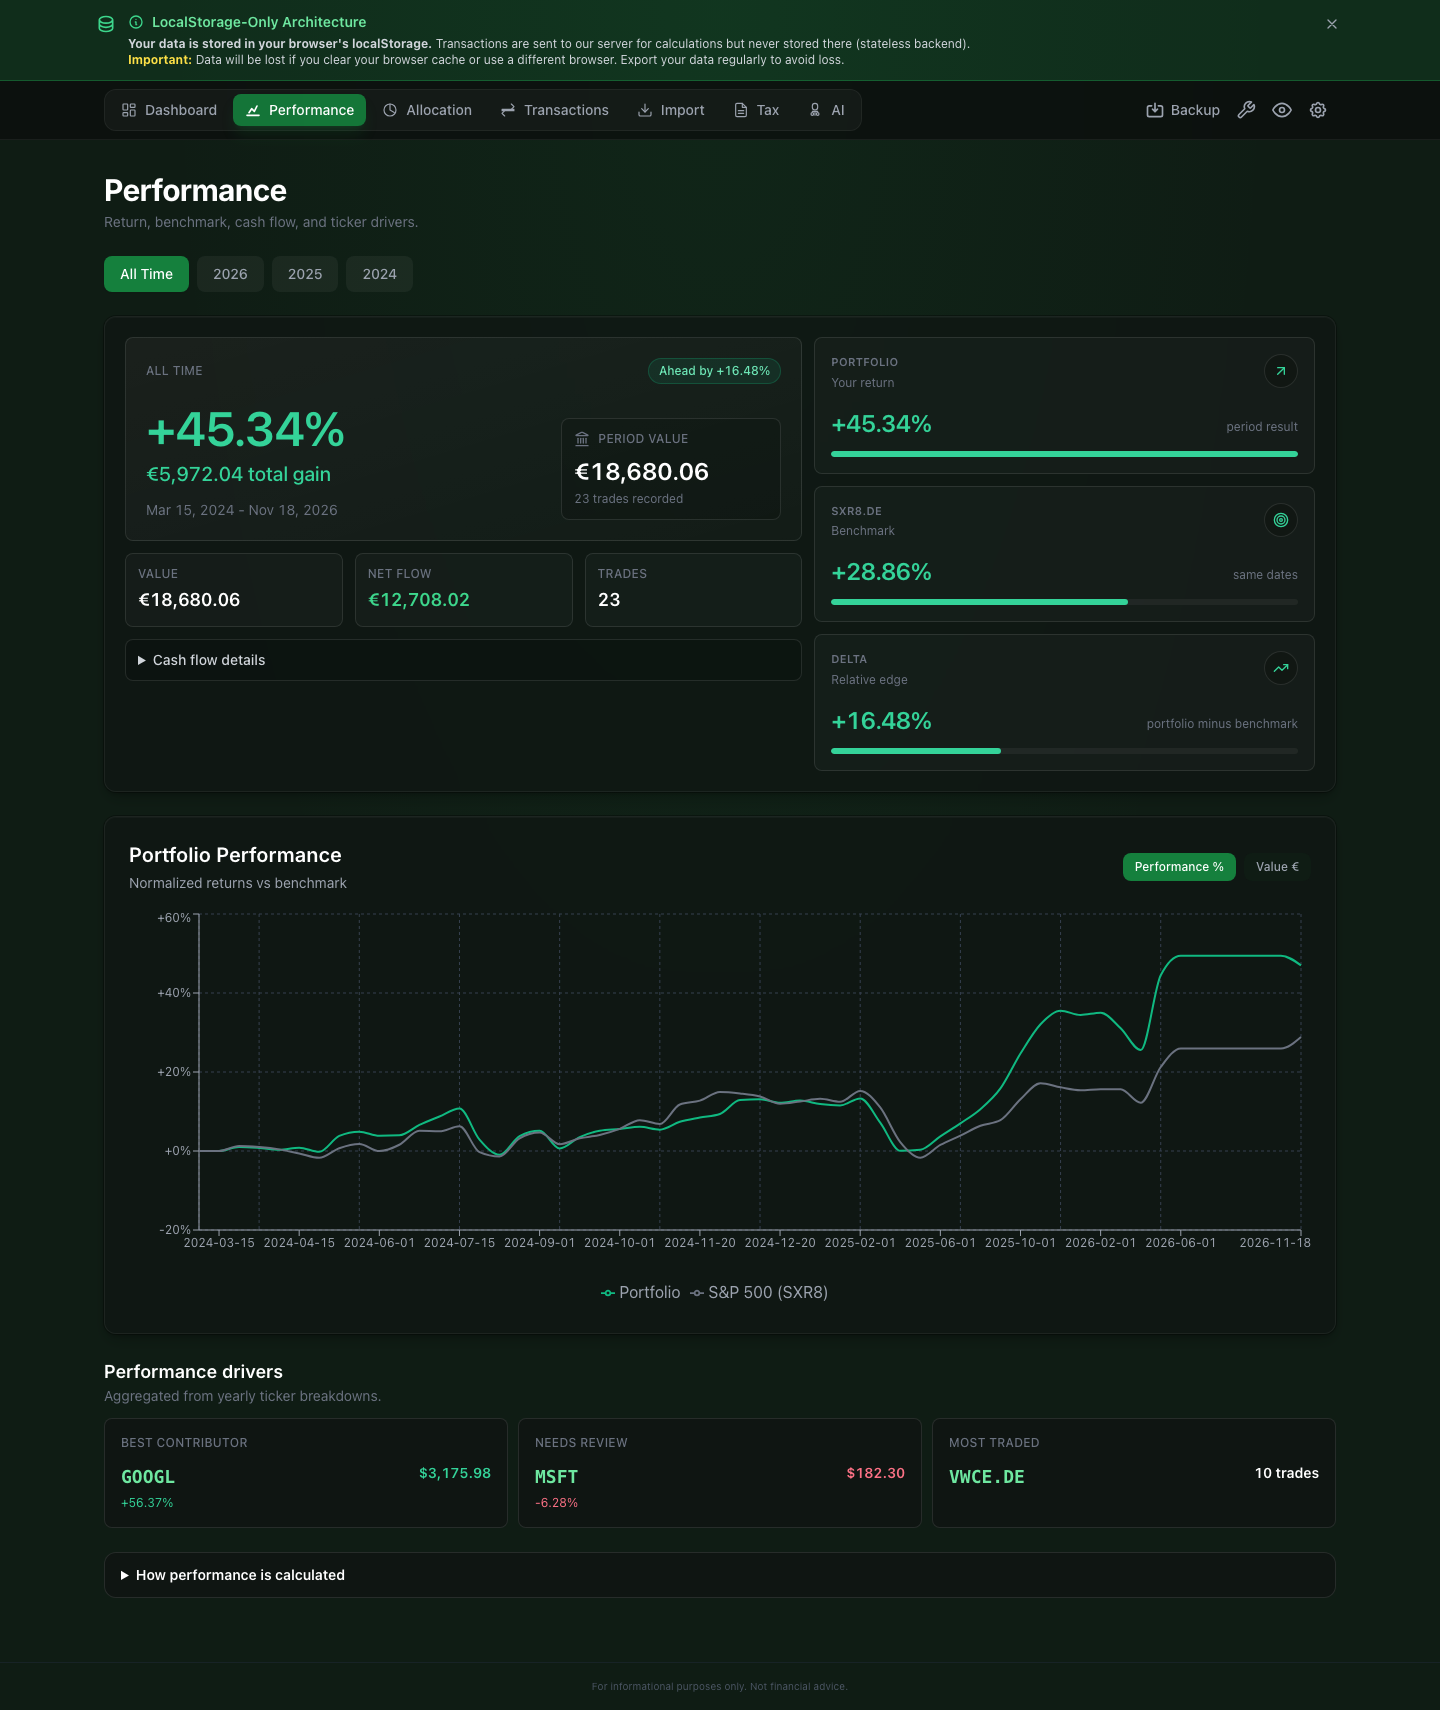 LocalStorage-Only Architecture
Your data is stored in your browser's localStorage. Transactions are sent to our server for calculations but never stored there (stateless backend).
Important: Data will be lost if you clear your browser cache or use a different browser. Export your data regularly to avoid loss.
Dashboard Performance Allocation Transactions Import Tax AI Backup
Performance
Return, benchmark, cash flow, and ticker drivers.
All Time 2026 2025 2024
ALL TIME Ahead by +16.48%
+45.34%
€5,972.04 total gain
Mar 15, 2024 - Nov 18, 2026
PERIOD VALUE
€18,680.06
23 trades recorded
VALUE
€18,680.06
NET FLOW
€12,708.02
TRADES
23
▶ Cash flow details
PORTFOLIO
Your return
+45.34% period result
SXR8.DE
Benchmark
+28.86% same dates
DELTA
Relative edge
+16.48% portfolio minus benchmark
Portfolio Performance
Normalized returns vs benchmark
Performance % Value €
+60%
+40%
+20%
+0%
-20%
2024-03-15 2024-04-15 2024-06-01 2024-07-15 2024-09-01 2024-10-01 2024-11-20 2024-12-20 2025-02-01 2025-06-01 2025-10-01 2026-02-01 2026-06-01 2026-11-18
Portfolio S&P 500 (SXR8)
Performance drivers
Aggregated from yearly ticker breakdowns.
BEST CONTRIBUTOR
GOOGL $3,175.98
+56.37%
NEEDS REVIEW
MSFT $182.30
-6.28%
MOST TRADED
VWCE.DE 10 trades
▶ How performance is calculated
For informational purposes only. Not financial advice.